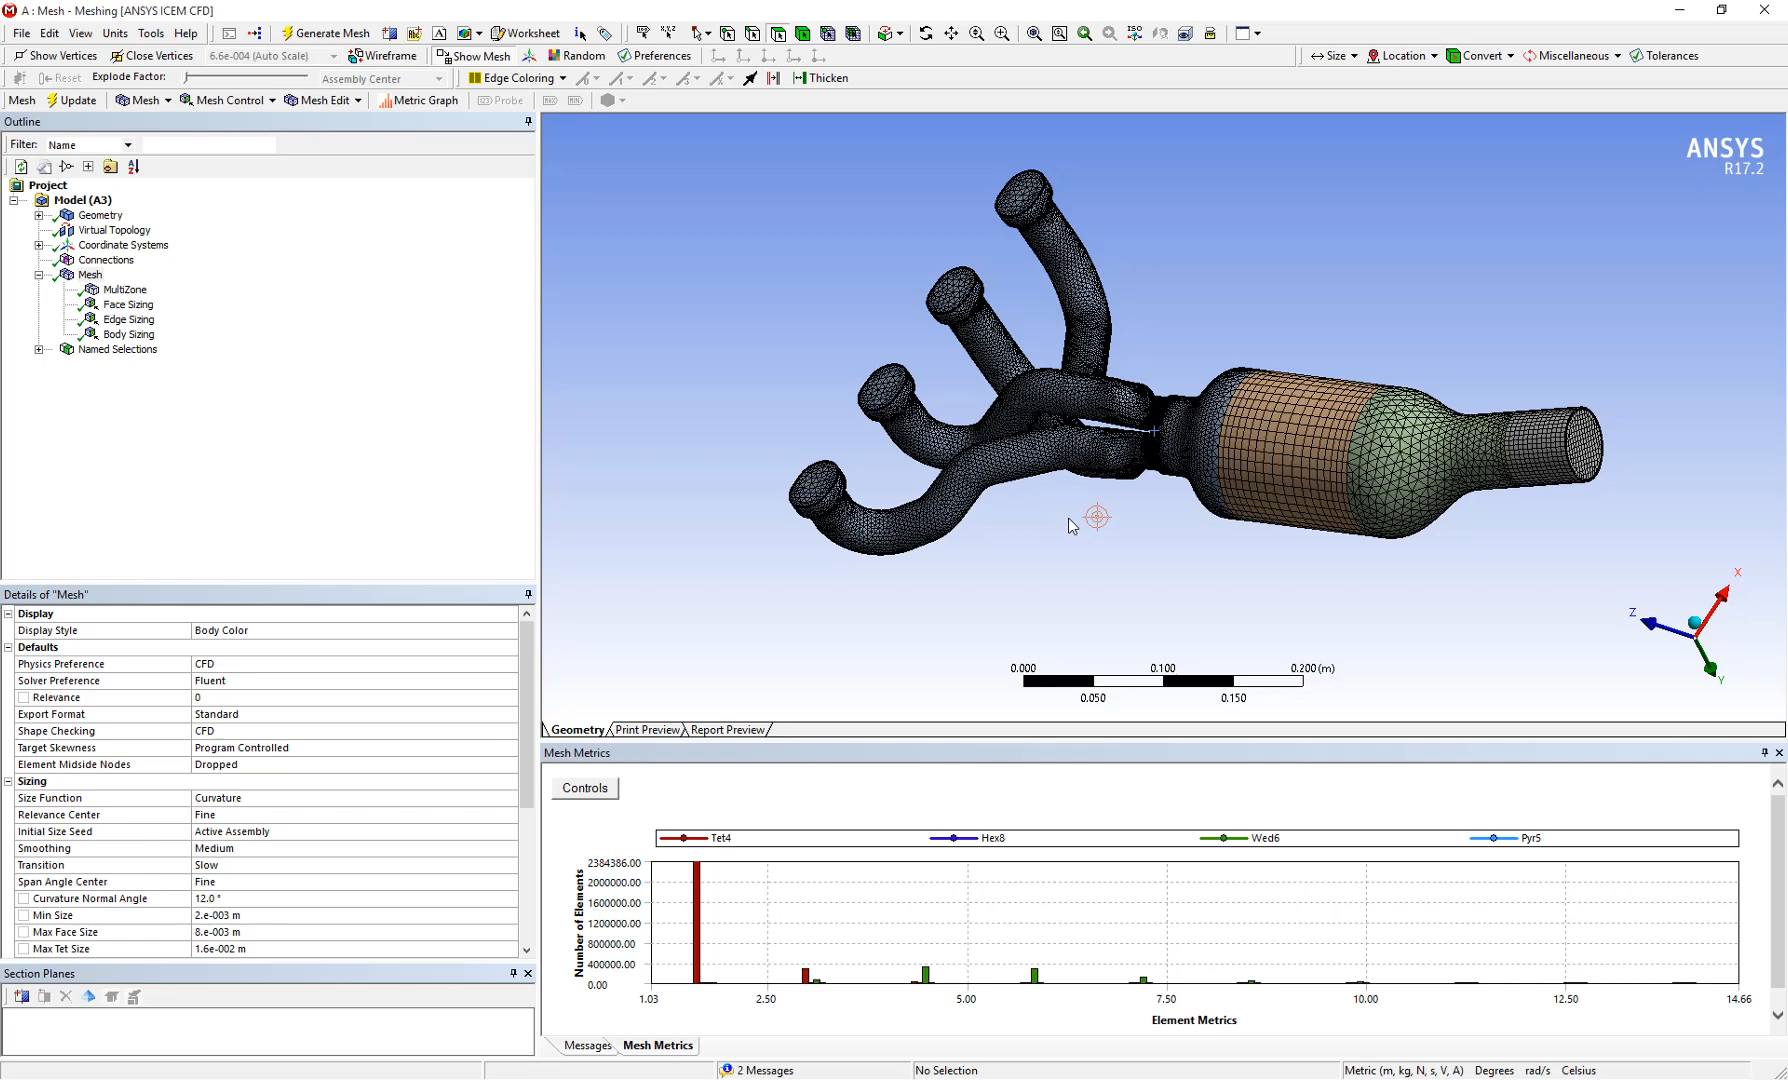 A : Mesh - Meshing [ANSYS ICEM CFD]
File Edit View Units Tools Help Generate Mesh Worksheet
Show Vertices Close Vertices 6.6e-004 (Auto Scale) Wireframe Show Mesh Random Preferences Size Location Convert Miscellaneous Tolerances
Reset Explode Factor: Assembly Center Edge Coloring Thicken
Mesh Update Mesh Mesh Control Mesh Edit Metric Graph Probe
Outline
Filter: Name
Project
Model (A3)
Geometry
Virtual Topology
Coordinate Systems
Connections
Mesh
MultiZone
Face Sizing
Edge Sizing
Body Sizing
Named Selections
Details of "Mesh"
Display
Display Style Body Color
Defaults
Physics Preference CFD
Solver Preference Fluent
Relevance 0
Export Format Standard
Shape Checking CFD
Target Skewness Program Controlled
Element Midside Nodes Dropped
Sizing
Size Function Curvature
Relevance Center Fine
Initial Size Seed Active Assembly
Smoothing Medium
Transition Slow
Span Angle Center Fine
Curvature Normal Angle 12.0 °
Min Size 2.e-003 m
Max Face Size 8.e-003 m
Max Tet Size 1.6e-002 m
Section Planes
ANSYS
R17.2
X
Z
Y
0.000 0.100 0.200 (m)
0.050 0.150
Geometry Print Preview Report Preview
Mesh Metrics
Controls
Tet4 Hex8 Wed6 Pyr5
Number of Elements
2384386.00
2000000.00
1600000.00
1200000.00
800000.00
400000.00
0.00
1.03 2.50 5.00 7.50 10.00 12.50 14.66
Element Metrics
Messages Mesh Metrics
2 Messages No Selection Metric (m, kg, N, s, V, A) Degrees rad/s Celsius